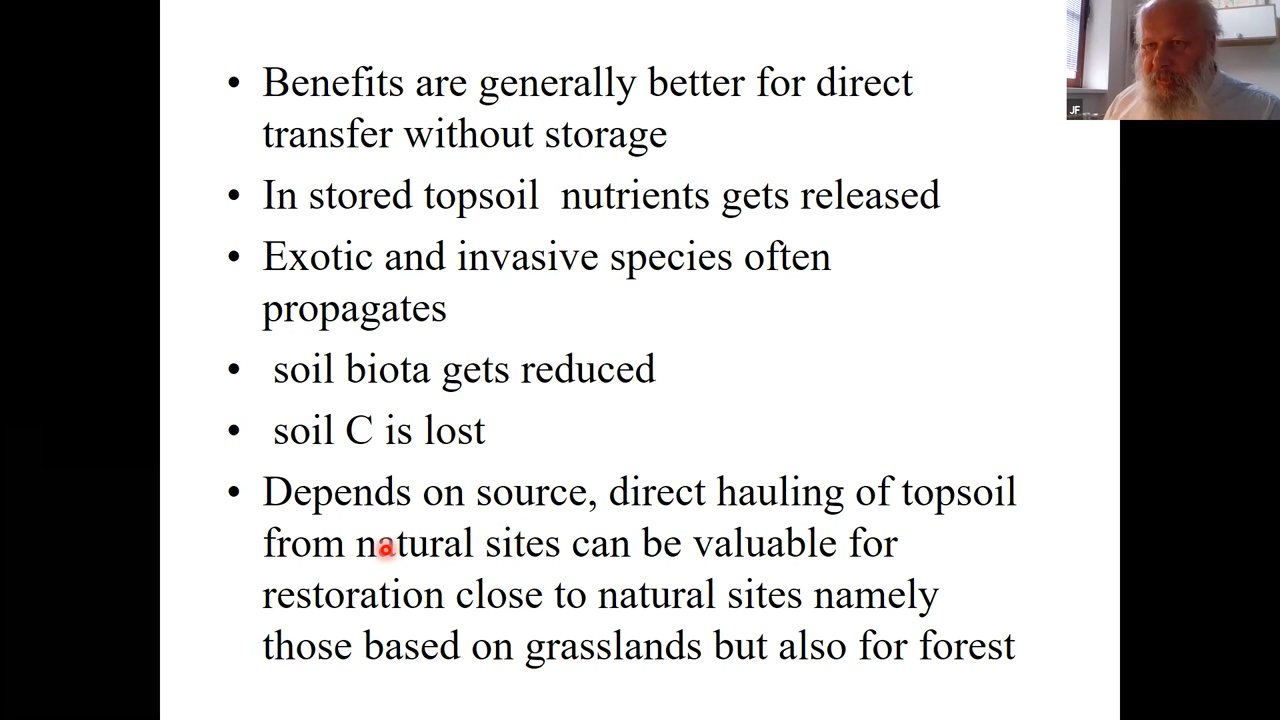 • Benefits are generally better for direct
transfer without storage
• In stored topsoil  nutrients gets released
• Exotic and invasive species often
propagates
•  soil biota gets reduced
•  soil C is lost
• Depends on source, direct hauling of topsoil
from natural sites can be valuable for
restoration close to natural sites namely
those based on grasslands but also for forest
JF